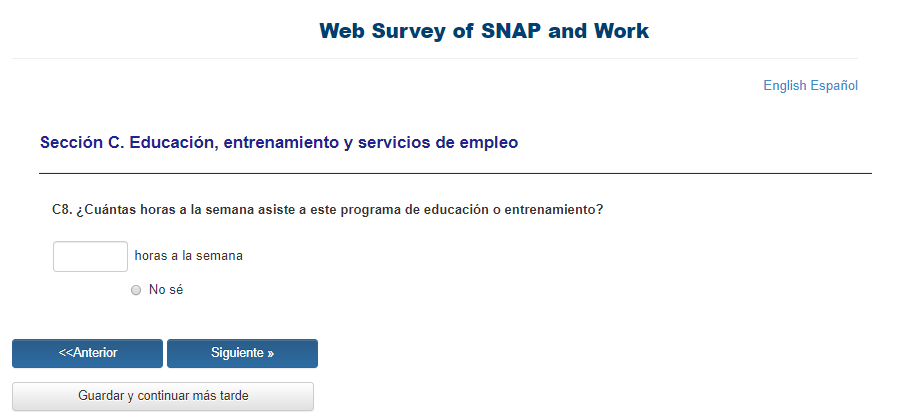 Web Survey of SNAP and Work
English Español
Sección C. Educación, entrenamiento y servicios de empleo
C8. ¿Cuántas horas a la semana asiste a este programa de educación o entrenamiento?
horas a la semana
No sé
<<Anterior
Siguiente »
Guardar y continuar más tarde